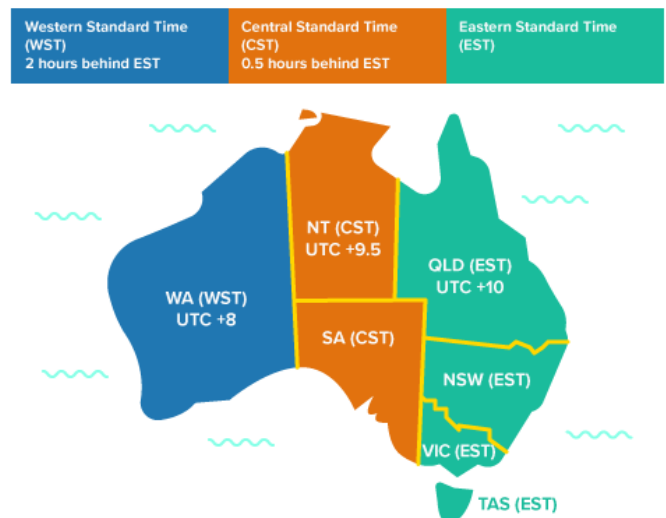 Western Standard Time
(WST)
2 hours behind EST
Central Standard Time
(CST)
0.5 hours behind EST
Eastern Standard Time
(EST)
NT (CST)
UTC +9.5
QLD (EST)
UTC +10
WA (WST)
UTC +8
SA (CST)
NSW (EST)
VIC (EST)
TAS (EST)